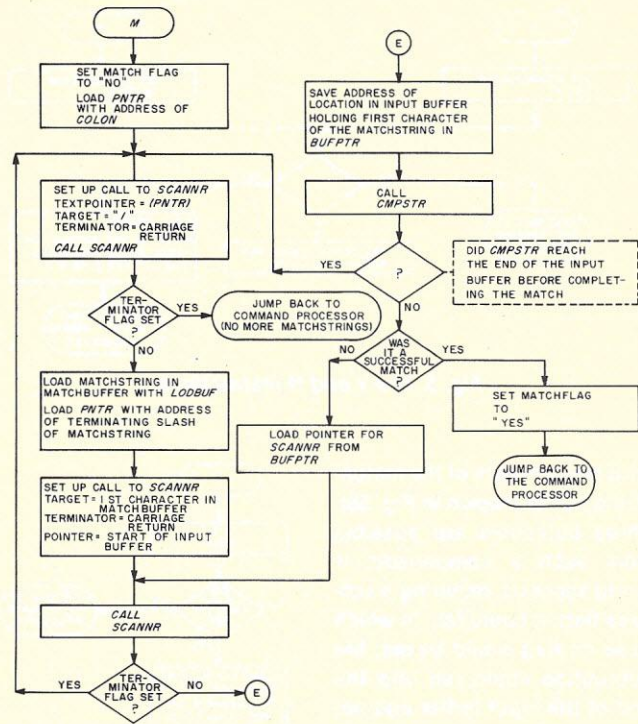 M
SET MATCH FLAG
TO "NO"
LOAD PNTR
WITH ADDRESS OF
COLON
SET UP CALL TO SCANNR
TEXTPOINTER = (PNTR)
TARGET = "/"
TERMINATOR = CARRIAGE
RETURN
CALL SCANNR
TER-
MINATOR
FLAG SET
?
YES
JUMP BACK TO
COMMAND PROCESSOR
(NO MORE MATCHSTRINGS)
NO
LOAD MATCHSTRING IN
MATCHBUFFER WITH LODBUF
LOAD PNTR WITH ADDRESS
OF TERMINATING SLASH
OF MATCHSTRING
SET UP CALL TO SCANNR
TARGET = 1 ST CHARACTER IN
MATCHBUFFER
TERMINATOR = CARRIAGE
RETURN
POINTER = START OF INPUT
BUFFER
CALL
SCANNR
TER-
MINATOR
FLAG SET
?
YES
NO
E
E
SAVE ADDRESS OF
LOCATION IN INPUT BUFFER
HOLDING FIRST CHARACTER
OF THE MATCHSTRING IN
BUFPTR
CALL
CMPSTR
YES
?
DID CMPSTR REACH
THE END OF THE INPUT
BUFFER BEFORE COMPLET-
ING THE MATCH
NO
NO
WAS
IT A
SUCCESSFUL
MATCH
?
YES
LOAD POINTER FOR
SCANNR FROM
BUFPTR
SET MATCHFLAG
TO
"YES"
JUMP BACK TO
THE COMMAND
PROCESSOR